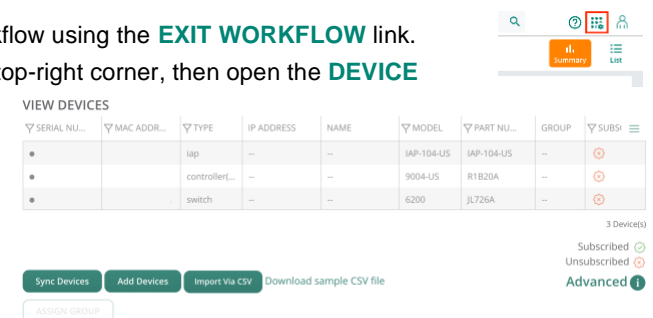 kflow using the EXIT WORKFLOW link.
top-right corner, then open the DEVICE
Summary
List
VIEW DEVICES
SERIAL NU... MAC ADDR... TYPE IP ADDRESS NAME MODEL PART NU... GROUP SUBSI
iap -- -- IAP-104-US IAP-104-US --
controller(... -- -- 9004-US R1B20A --
switch -- -- 6200 JL726A --
3 Device(s)
Subscribed
Unsubscribed
Sync Devices Add Devices Import Via CSV Download sample CSV file Advanced
ASSIGN GROUP